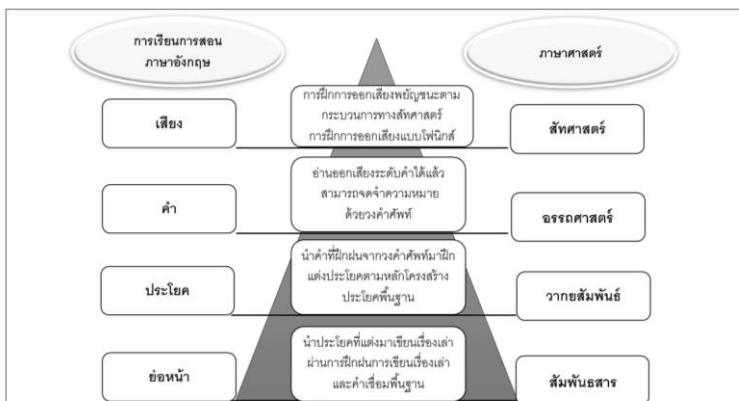 การเรียนการสอน
ภาษาอังกฤษ
ภาษาศาสตร์
เสียง
การฝึกการออกเสียงพยัญชนะตาม
กระบวนการทางสัทศาสตร์
การฝึกการออกเสียงแบบโฟนิกส์
สัทศาสตร์
คำ
อ่านออกเสียงระดับคำได้แล้ว
สามารถจดจำความหมาย
ด้วยวงคำศัพท์
อรรถศาสตร์
ประโยค
นำคำที่ฝึกฝนจากวงคำศัพท์มาฝึก
แต่งประโยคตามหลักโครงสร้าง
ประโยคพื้นฐาน
วากยสัมพันธ์
ย่อหน้า
นำประโยคที่แต่งมาเขียนเรื่องเล่า
ผ่านการฝึกฝนการเขียนเรื่องเล่า
และคำเชื่อมพื้นฐาน
สัมพันธสาร